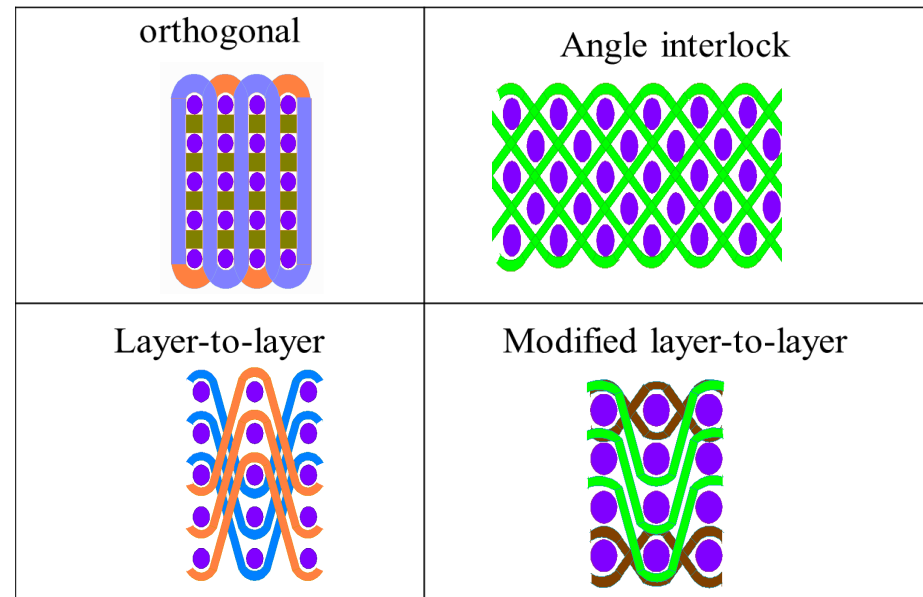 orthogonal
Angle interlock
Layer-to-layer
Modified layer-to-layer